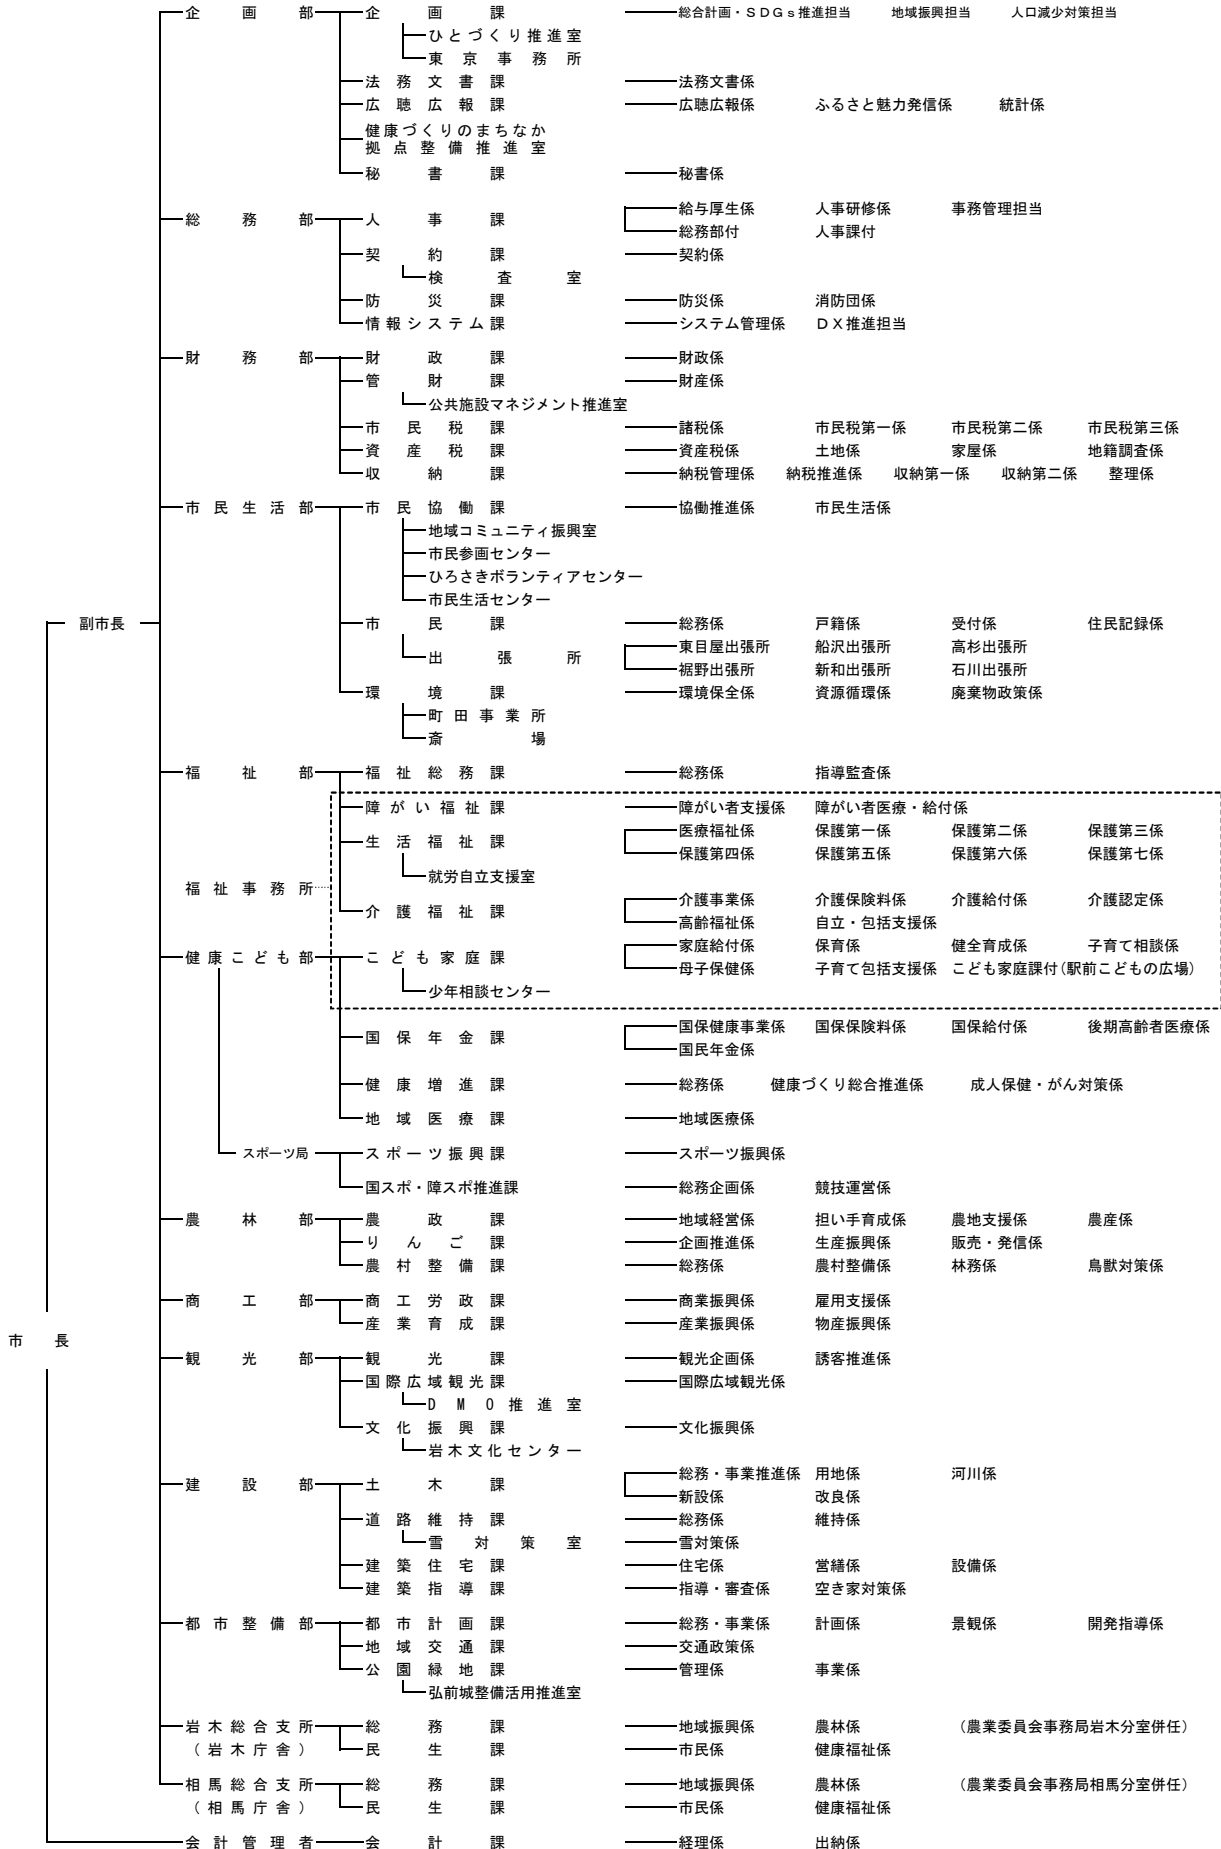 企画部 企画課 総合計画・ＳＤＧｓ推進担当 地域振興担当 人口減少対策担当
ひとづくり推進室
東京事務所
法務文書課 法務文書係
広聴広報課 広聴広報係 ふるさと魅力発信係 統計係
健康づくりのまちなか
拠点整備推進室
秘書課 秘書係
総務部 人事課 給与厚生係 人事研修係 事務管理担当
総務部付 人事課付
契約課 契約係
検査室
防災課 防災係 消防団係
情報システム課 システム管理係 ＤＸ推進担当
財務部 財政課 財政係
管財課 財産係
公共施設マネジメント推進室
市民税課 諸税係 市民税第一係 市民税第二係 市民税第三係
資産税課 資産税係 土地係 家屋係 地籍調査係
収納課 納税管理係 納税推進係 収納第一係 収納第二係 整理係
市民生活部 市民協働課 協働推進係 市民生活係
地域コミュニティ振興室
市民参画センター
ひろさきボランティアセンター
市民生活センター
副市長 市民課 総務係 戸籍係 受付係 住民記録係
出張所 東目屋出張所 船沢出張所 高杉出張所
裾野出張所 新和出張所 石川出張所
環境課 環境保全係 資源循環係 廃棄物政策係
町田事業所
斎場
福祉部 福祉総務課 総務係 指導監査係
障がい福祉課 障がい者支援係 障がい者医療・給付係
生活福祉課 医療福祉係 保護第一係 保護第二係 保護第三係
保護第四係 保護第五係 保護第六係 保護第七係
就労自立支援室
福祉事務所
介護福祉課 介護事業係 介護保険料係 介護給付係 介護認定係
高齢福祉係 自立・包括支援係
健康こども部 こども家庭課 家庭給付係 保育係 健全育成係 子育て相談係
母子保健係 子育て包括支援係 こども家庭課付(駅前こどもの広場)
少年相談センター
国保年金課 国保健康事業係 国保保険料係 国保給付係 後期高齢者医療係
国民年金係
健康増進課 総務係 健康づくり総合推進係 成人保健・がん対策係
地域医療課 地域医療係
スポーツ局 スポーツ振興課 スポーツ振興係
国スポ・障スポ推進課 総務企画係 競技運営係
農林部 農政課 地域経営係 担い手育成係 農地支援係 農産係
りんご課 企画推進係 生産振興係 販売・発信係
農村整備課 総務係 農村整備係 林務係 鳥獣対策係
商工部 商工労政課 商業振興係 雇用支援係
産業育成課 産業振興係 物産振興係
市長
観光部 観光課 観光企画係 誘客推進係
国際広域観光課 国際広域観光係
ＤＭＯ推進室
文化振興課 文化振興係
岩木文化センター
建設部 土木課 総務・事業推進係 用地係 河川係
新設係 改良係
道路維持課 総務係 維持係
雪対策室 雪対策係
建築住宅課 住宅係 営繕係 設備係
建築指導課 指導・審査係 空き家対策係
都市整備部 都市計画課 総務・事業係 計画係 景観係 開発指導係
地域交通課 交通政策係
公園緑地課 管理係 事業係
弘前城整備活用推進室
岩木総合支所 総務課 地域振興係 農林係 （農業委員会事務局岩木分室併任）
（岩木庁舎） 民生課 市民係 健康福祉係
相馬総合支所 総務課 地域振興係 農林係 （農業委員会事務局相馬分室併任）
（相馬庁舎） 民生課 市民係 健康福祉係
会計管理者 会計課 経理係 出納係